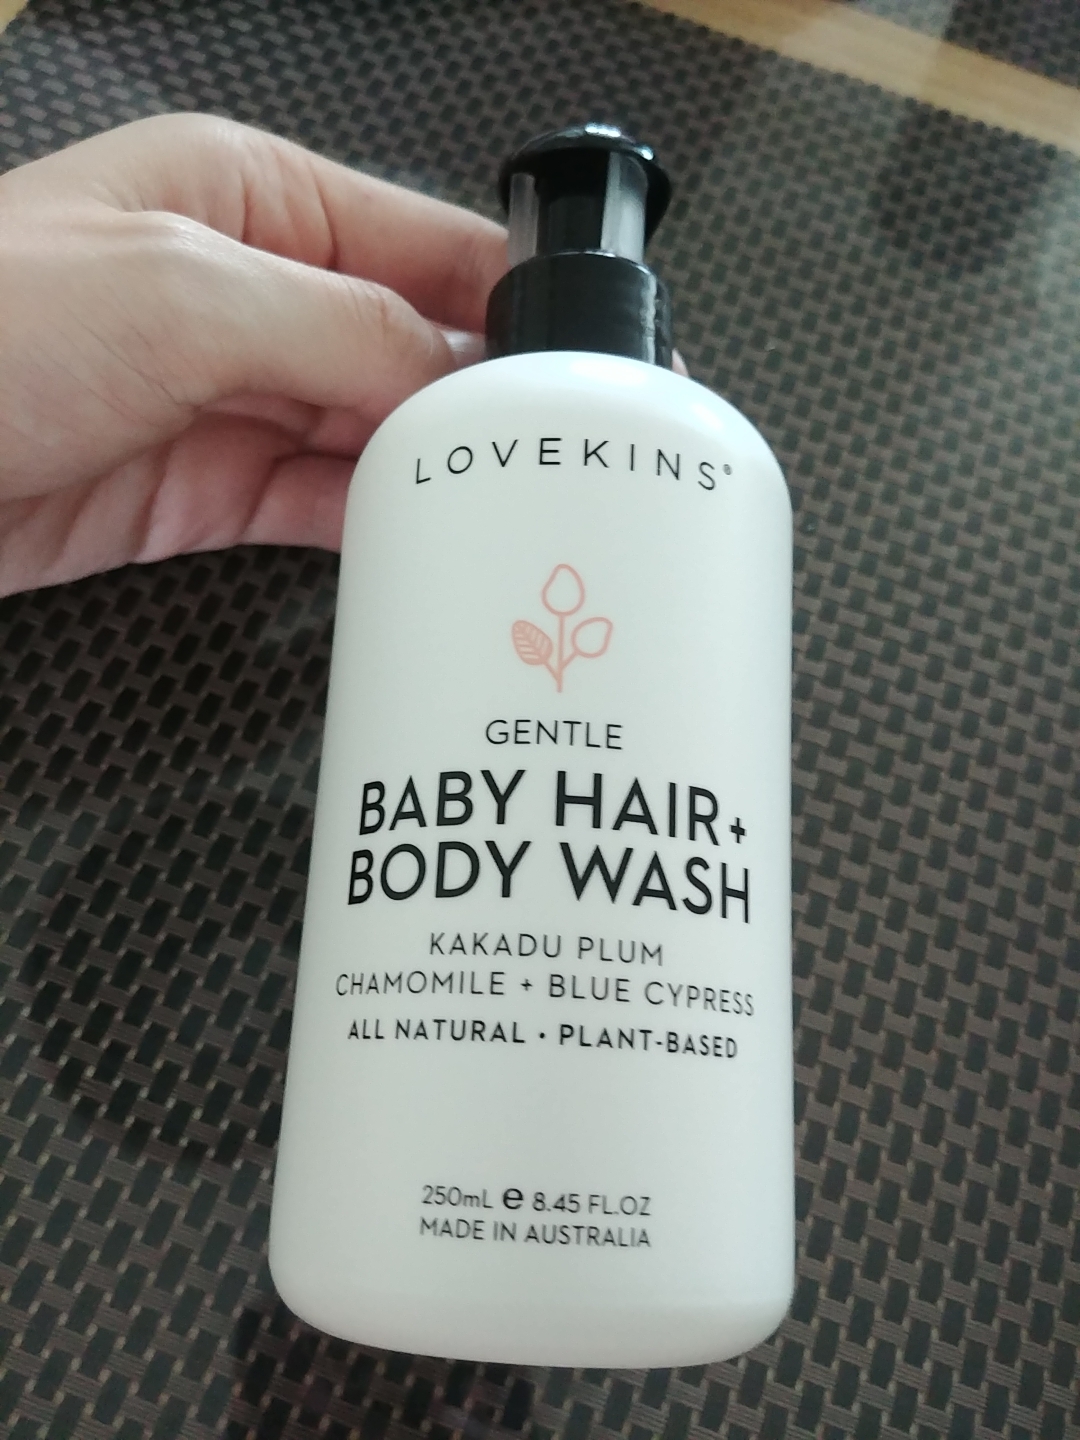 LOVEKINS®
GENTLE
BABY HAIR+
BODY WASH
KAKADU PLUM
CHAMOMILE + BLUE CYPRESS
ALL NATURAL • PLANT-BASED
250mL e 8.45 FL.OZ
MADE IN AUSTRALIA